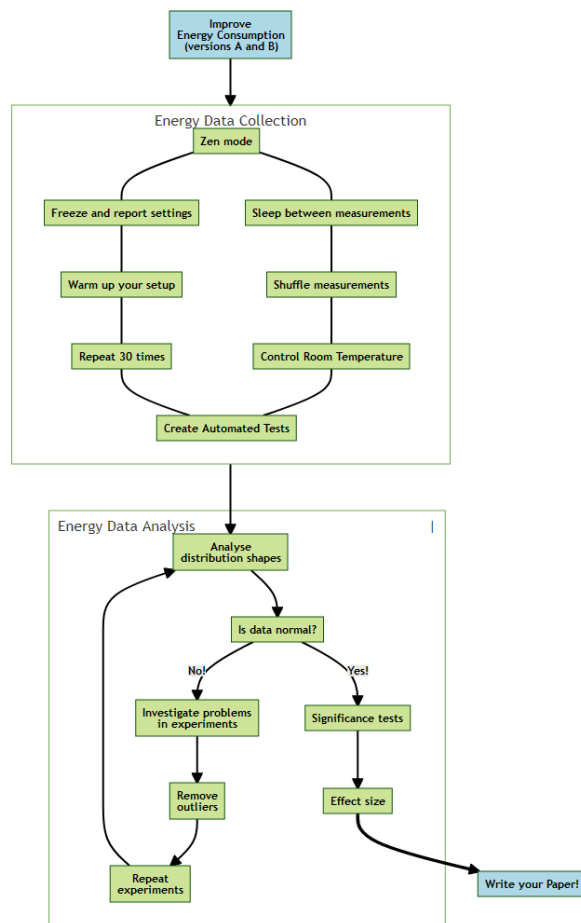 Improve
Energy Consumption
(versions A and B)
Energy Data Collection
Zen mode
Freeze and report settings
Sleep between measurements
Warm up your setup
Shuffle measurements
Repeat 30 times
Control Room Temperature
Create Automated Tests
Energy Data Analysis
Analyse
distribution shapes
Is data normal?
No!
Yes!
Investigate problems
in experiments
Significance tests
Remove
outliers
Effect size
Repeat
experiments
Write your Paper!